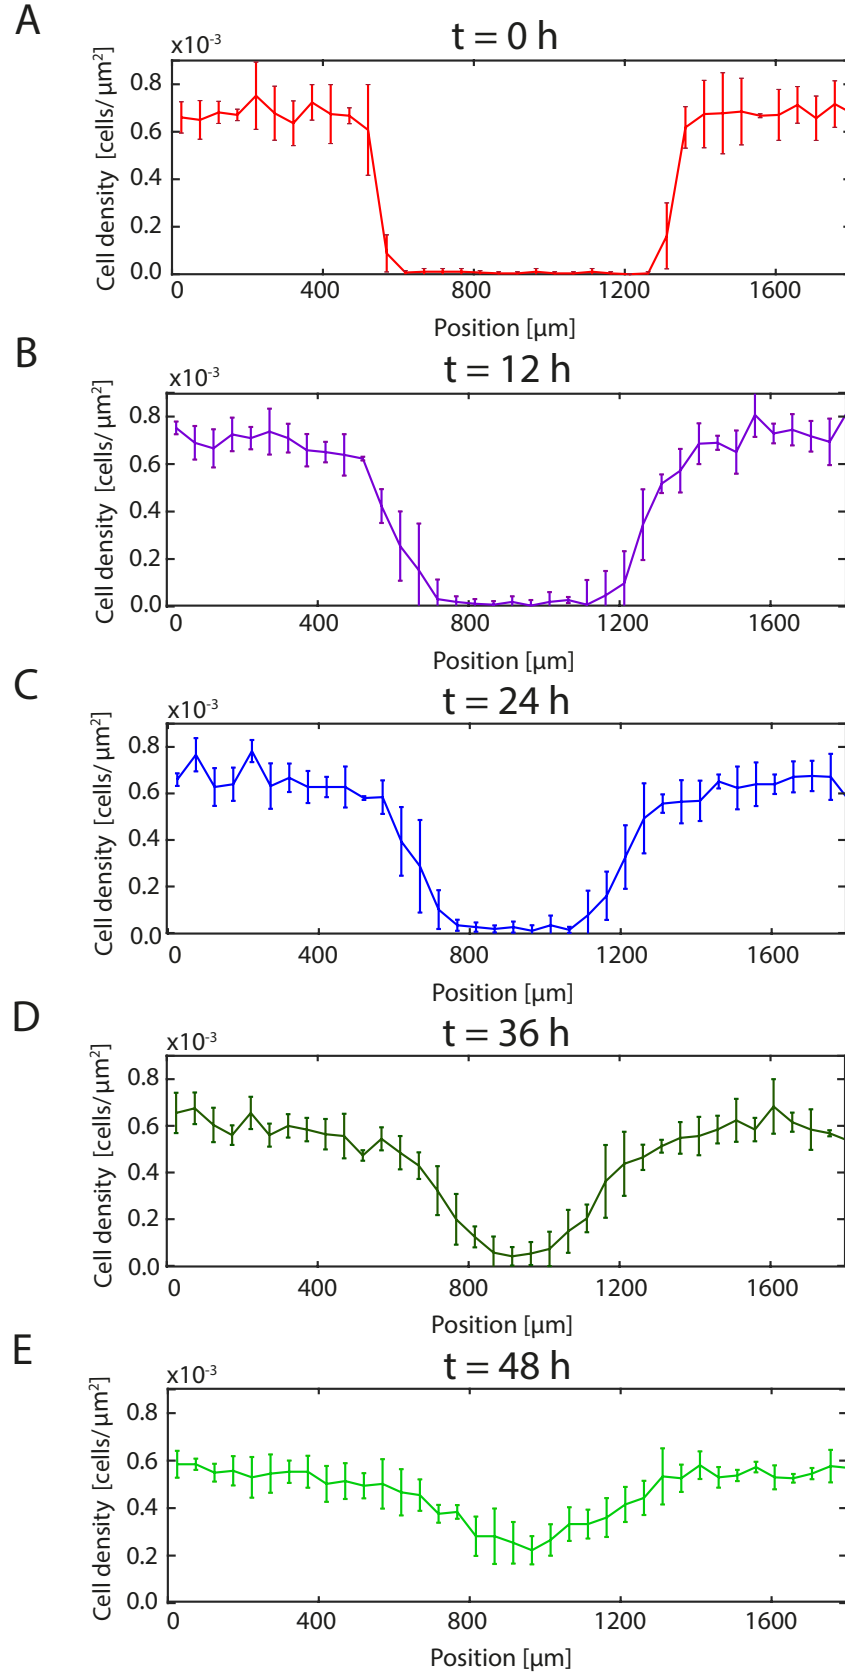 A
t = 0 h
x10-3
Cell density [cells/ µm2]
0.8
0.6
0.4
0.2
0.0
0 400 800 1200 1600
Position [µm]
B
t = 12 h
x10-3
Cell density [cells/ µm2]
0.8
0.6
0.4
0.2
0.0
0 400 800 1200 1600
Position [µm]
C
t = 24 h
x10-3
Cell density [cells/ µm2]
0.8
0.6
0.4
0.2
0.0
0 400 800 1200 1600
Position [µm]
D
t = 36 h
x10-3
Cell density [cells/ µm2]
0.8
0.6
0.4
0.2
0.0
0 400 800 1200 1600
Position [µm]
E
t = 48 h
x10-3
Cell density [cells/ µm2]
0.8
0.6
0.4
0.2
0.0
0 400 800 1200 1600
Position [µm]